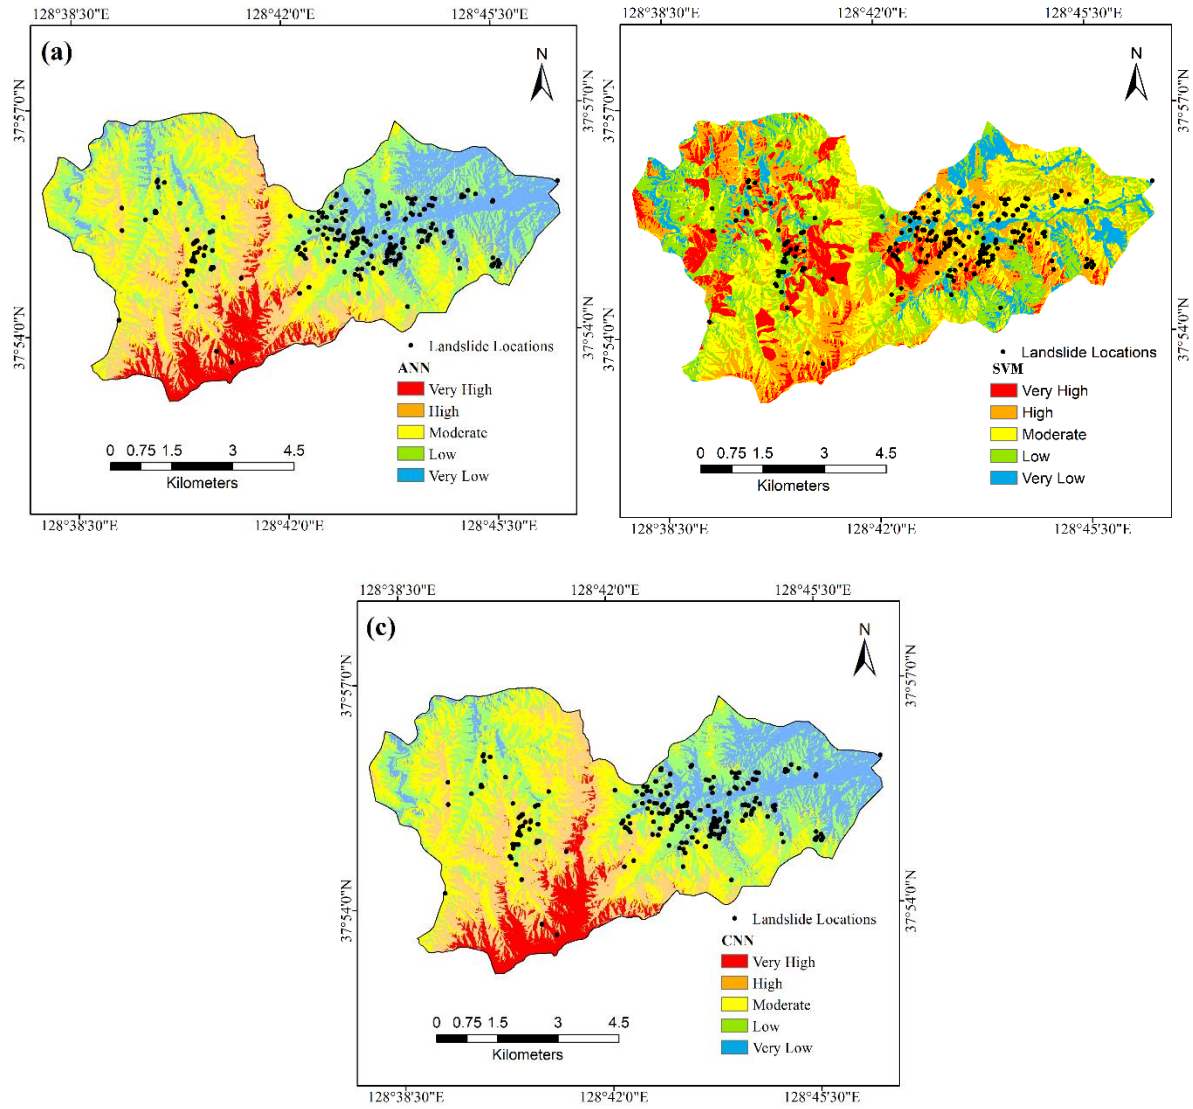 128°38'30"E 128°42'0"E 128°45'30"E
(a)
N
37°57'0"N 37°57'0"N
37°54'0"N 37°54'0"N
Landslide Locations
ANN
Very High
High
Moderate
Low
Very Low
0 0.75 1.5 3 4.5
Kilometers
128°38'30"E 128°42'0"E 128°45'30"E
128°38'30"E 128°42'0"E 128°45'30"E
N
37°57'0"N 37°57'0"N
37°54'0"N 37°54'0"N
Landslide Locations
SVM
Very High
High
Moderate
Low
Very Low
0 0.75 1.5 3 4.5
Kilometers
128°38'30"E 128°42'0"E 128°45'30"E
128°38'30"E 128°42'0"E 128°45'30"E
(c)
N
37°57'0"N 37°57'0"N
37°54'0"N 37°54'0"N
Landslide Locations
CNN
Very High
High
Moderate
Low
Very Low
0 0.75 1.5 3 4.5
Kilometers
128°38'30"E 128°42'0"E 128°45'30"E